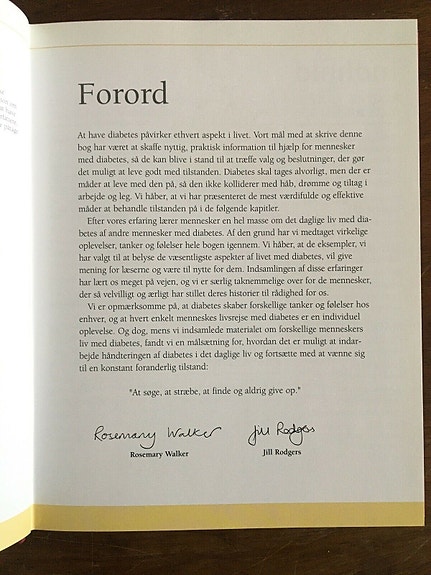 Forord
At have diabetes påvirker ethvert aspekt i livet. Vort mål med at skrive denne
bog har været at skaffe nyttig, praktisk information til hjælp for mennesker
med diabetes, så de kan blive i stand til at træffe valg og beslutninger, der gør
det muligt at leve godt med tilstanden. Diabetes skal tages alvorligt, men der er
måder at leve med den på, så den ikke kolliderer med håb, drømme og tiltag i
arbejde og leg. Vi håber, at vi har præsenteret de mest værdifulde og effektive
måder at behandle tilstanden på i de følgende kapitler.
Efter vores erfaring lærer mennesker en hel masse om det daglige liv med dia-
betes af andre mennesker med diabetes. Af den grund har vi medtaget virkelige
oplevelser, tanker og følelser hele bogen igennem. Vi håber, at de eksempler, vi
har valgt til at belyse de væsentligste aspekter af livet med diabetes, vil give
mening for læserne og være til nytte for dem. Indsamlingen af disse erfaringer
har lært os meget på vejen, og vi er særlig taknemmelige over for de mennesker,
der så velvilligt og ærligt har stillet deres historier til rådighed for os.
Vi er opmærksomme på, at diabetes skaber forskellige tanker og følelser hos
enhver, og at hvert enkelt menneskes livsrejse med diabetes er en individuel
oplevelse. Og dog, mens vi indsamlede materialet om forskellige menneskers
liv med diabetes, fandt vi en målsætning for, hvordan det er muligt at indar-
bejde håndteringen af diabetes i det daglige liv og fortsætte med at vænne sig
til en konstant foranderlig tilstand:
"At søge, at stræbe, at finde og aldrig give op."
Rosemary Walker Jill Rodgers
Rosemary Walker Jill Rodgers